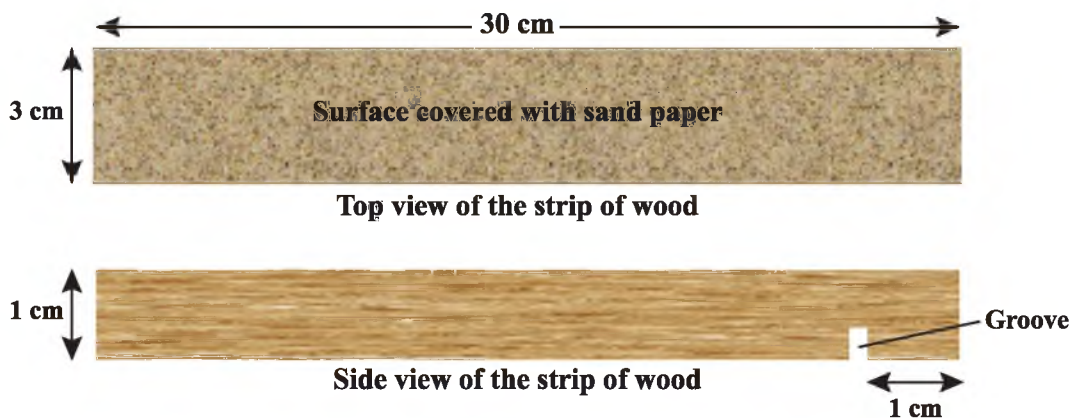 30 cm
3 cm
Surface covered with sand paper
Top view of the strip of wood
1 cm
Groove
Side view of the strip of wood
1 cm